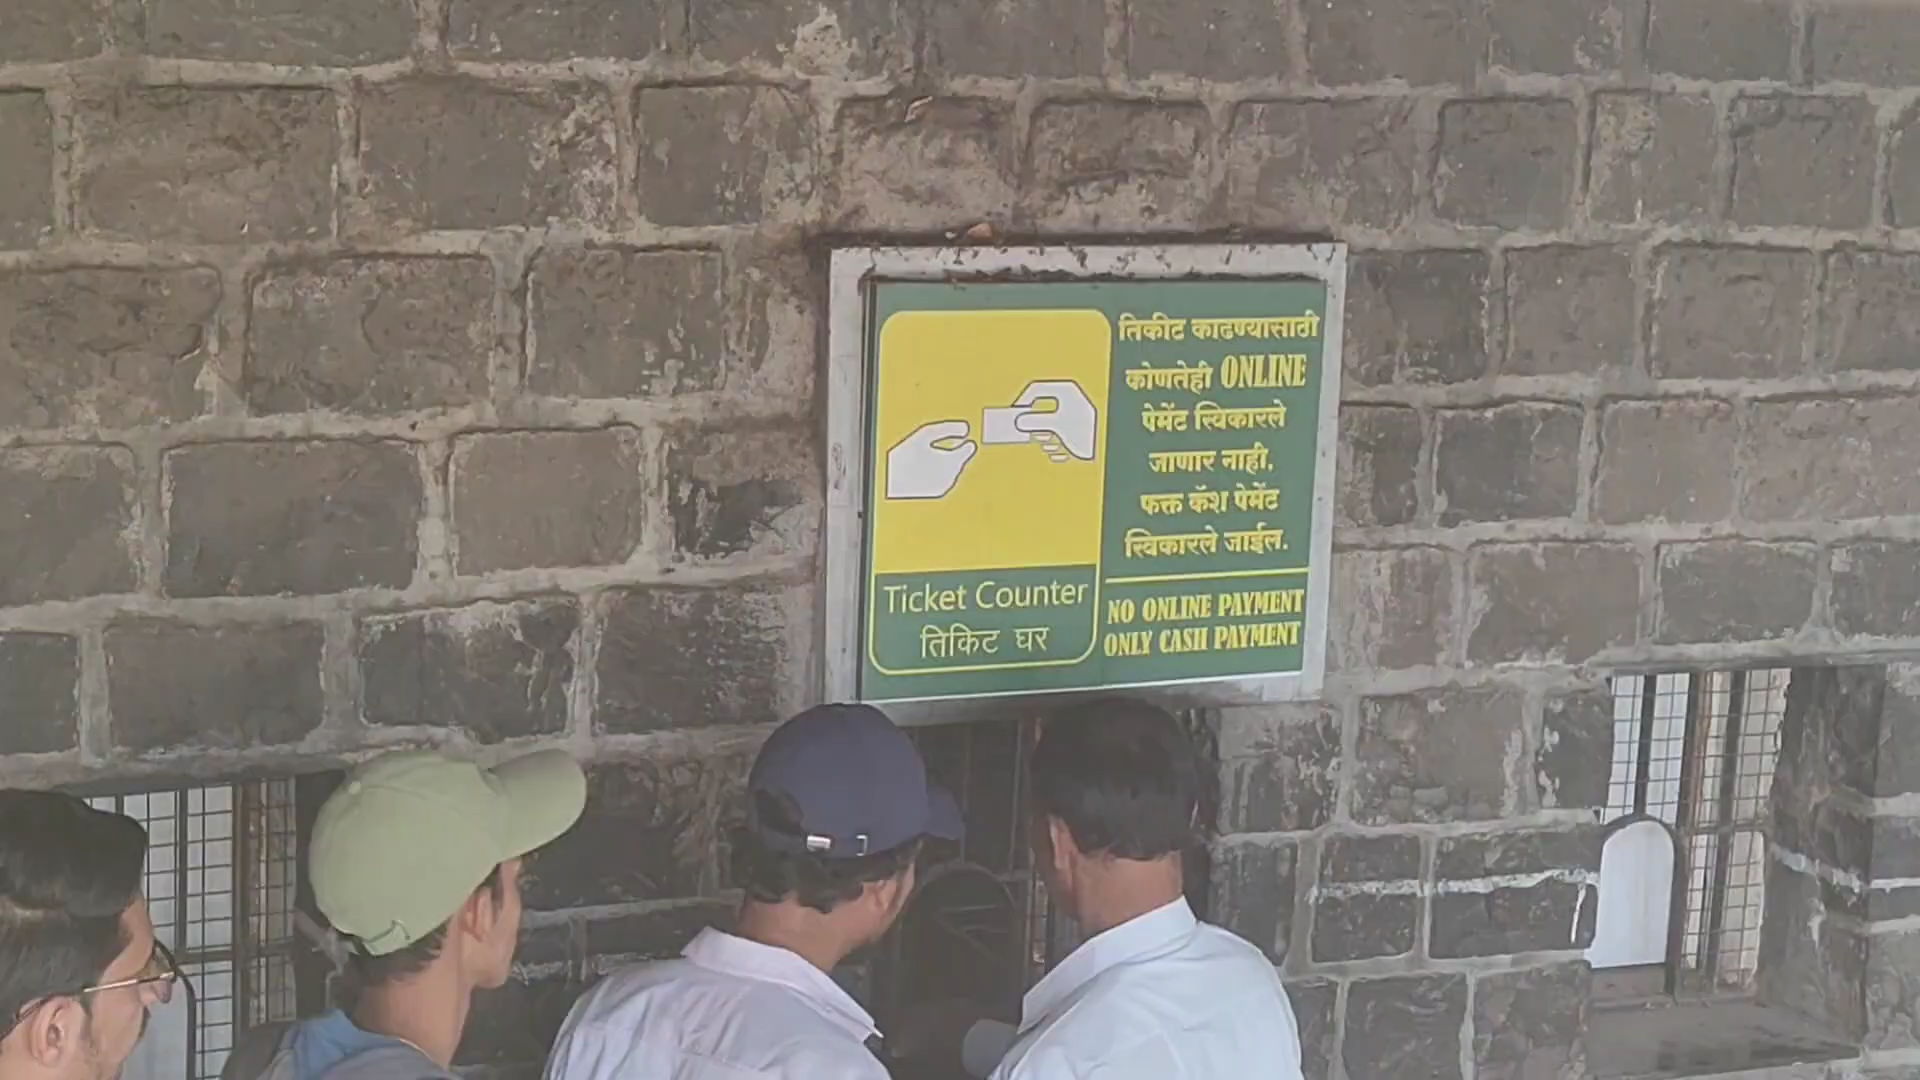 Ticket Counter
तिकिट घर
तिकीट काढण्यासाठी
कोणतेही ONLINE
पेमेंट स्विकारले
जाणार नाही.
फक्त कॅश पेमेंट
स्विकारले जाईल.
NO ONLINE PAYMENT
ONLY CASH PAYMENT